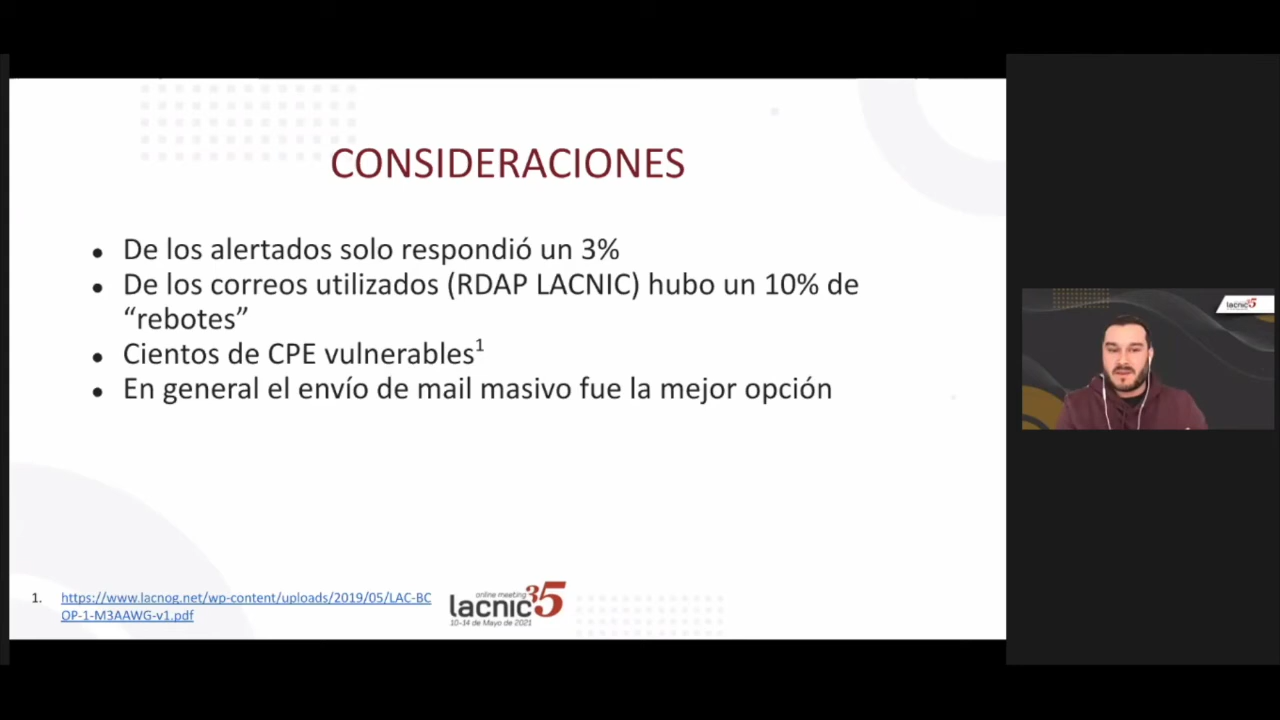 CONSIDERACIONES
● De los alertados solo respondió un 3%
● De los correos utilizados (RDAP LACNIC) hubo un 10% de
“rebotes”
● Cientos de CPE vulnerables¹
● En general el envío de mail masivo fue la mejor opción
1. https://www.lacnog.net/wp-content/uploads/2019/05/LAC-BC
OP-1-M3AAWG-v1.pdf
online meeting
lacnic35
10-14 de Mayo de 2021
lacnic35